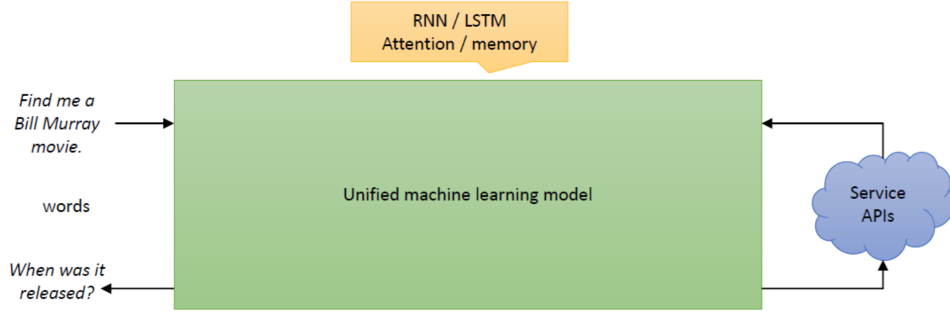 RNN / LSTM
Attention / memory
Find me a
Bill Murray
movie.
words
When was it
released?
Unified machine learning model
Service
APIs